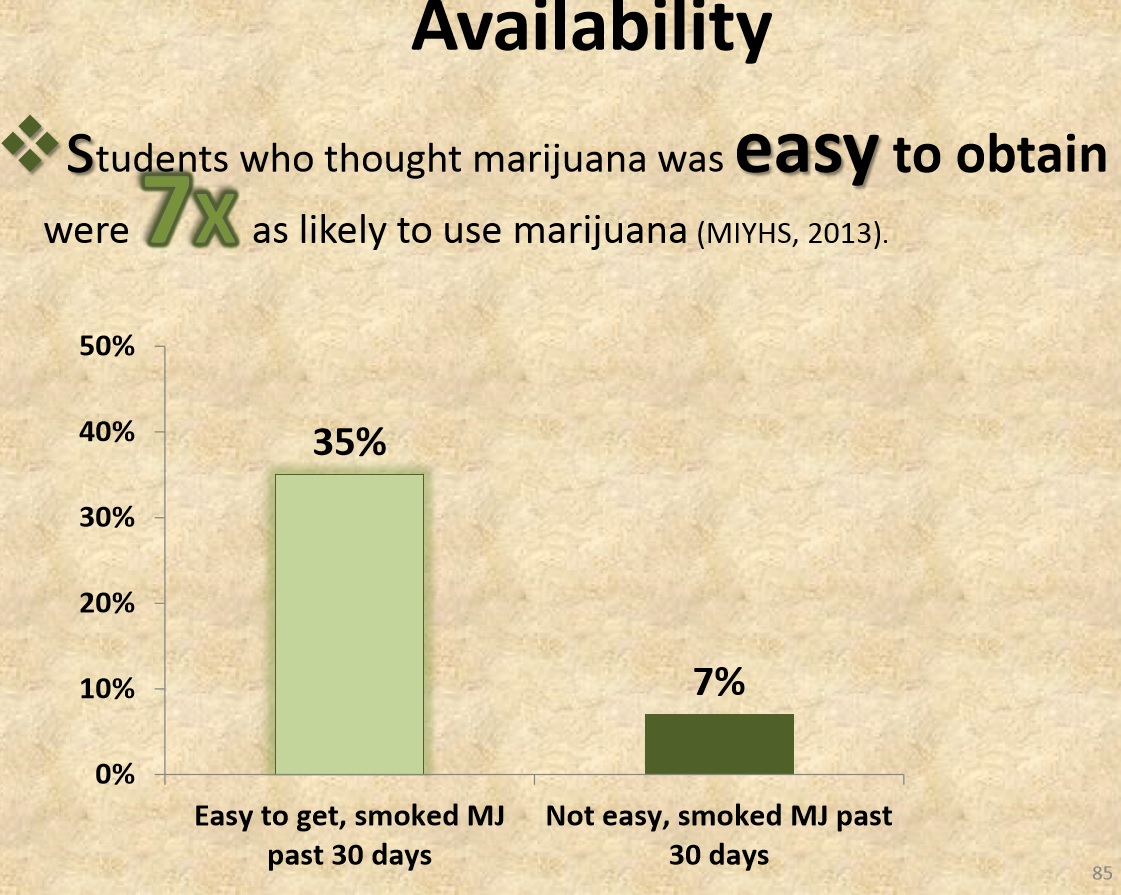 Availability
Students who thought marijuana was easy to obtain
were 7x as likely to use marijuana (MIYHS, 2013).
50%
40%
35%
30%
20%
10%
7%
0%
Easy to get, smoked MJ
past 30 days
Not easy, smoked MJ past
30 days
85